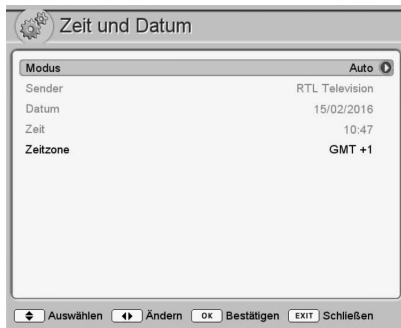 Zeit und Datum
Modus Auto
Sender RTL Television
Datum 15/02/2016
Zeit 10:47
Zeitzone GMT +1
Auswählen Ändern OK Bestätigen EXIT Schließen